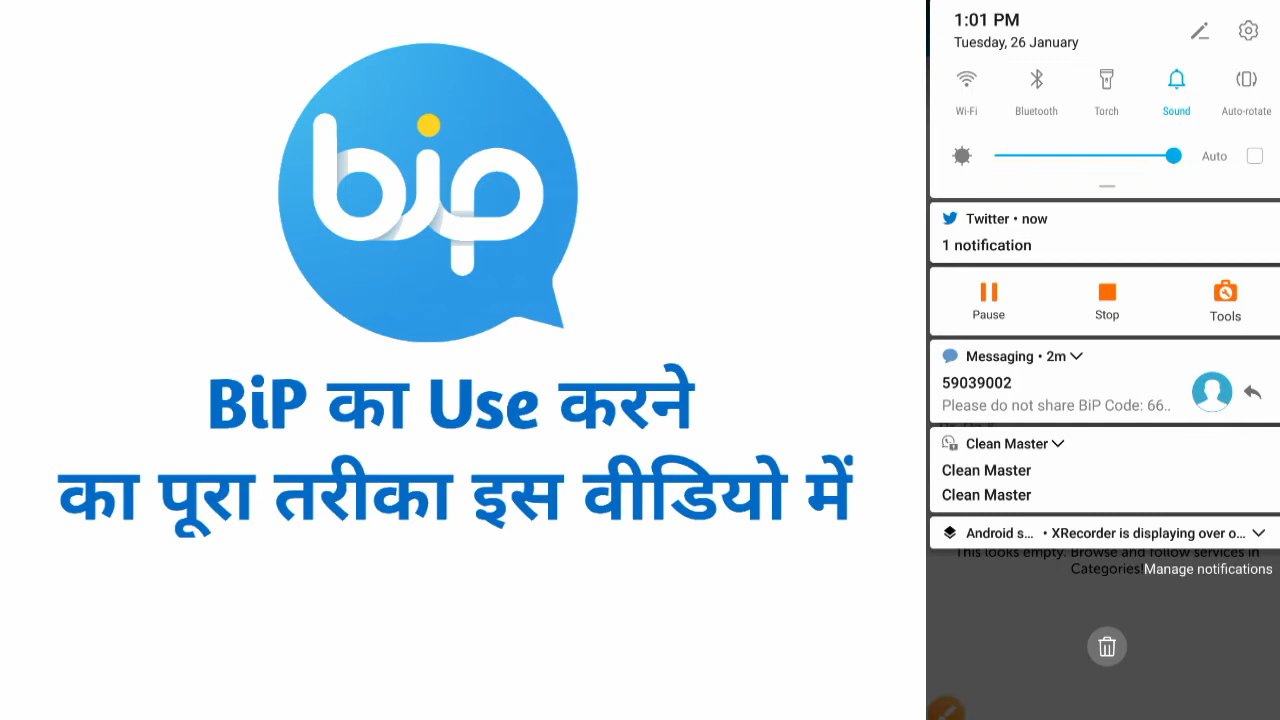 bip
BiP का Use करने
का पूरा तरीका इस वीडियो में
1:01 PM
Tuesday, 26 January
Wi-Fi Bluetooth Torch Sound Auto-rotate
Auto
Twitter • now
1 notification
Pause Stop Tools
Messaging • 2m
59039002
Please do not share BiP Code: 66..
Clean Master
Clean Master
Clean Master
Android s... • XRecorder is displaying over o...
This looks empty. Browse and follow services in
Categories!
Manage notifications